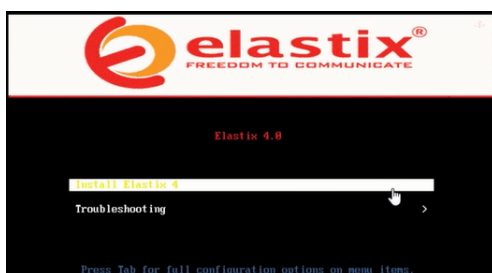 elastix®
FREEDOM TO COMMUNICATE
Elastix 4.0
Install Elastix 4
Troubleshooting >
Press Tab for full configuration options on menu items.